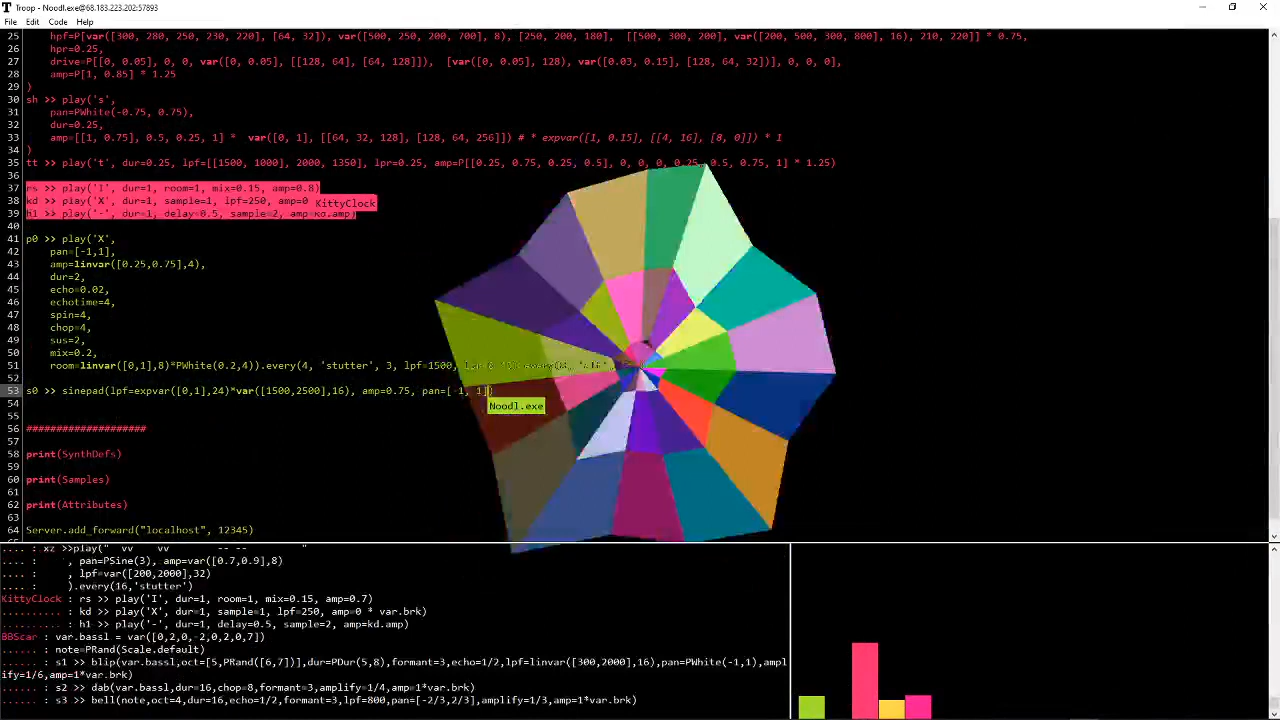 Troop - Noodl.exe@68.183.223.202:57893
File Edit Code Help
25 hpf=P[var([300, 280, 250, 230, 220], [64, 32]), var([500, 250, 200, 700], 8), [250, 200, 180], [[500, 300, 200], var([200, 500, 300, 800], 16), 210, 220]] * 0.75,
26 hpr=0.25,
27 drive=P[[0, 0.05], 0, 0, var([0, 0.05], [[128, 64], [64, 128]]), [var([0, 0.05], 128), var([0.03, 0.15], [128, 64, 32])], 0, 0, 0],
28 amp=P[1, 0.85] * 1.25
29 )
30 sh >> play('s',
31 pan=PWhite(-0.75, 0.75),
32 dur=0.25,
33 amp=[[1, 0.75], 0.5, 0.25, 1] * var([0, 1], [[64, 32, 128], [128, 64, 256]]) # * expvar([1, 0.15], [[4, 16], [8, 0]]) * 1
34 )
35 tt >> play('t', dur=0.25, lpf=[[1500, 1000], 2000, 1350], lpr=0.25, amp=P[[0.25, 0.75, 0.25, 0.5], 0, 0, 0, 0.25, 0.5, 0.75, 1] * 1.25)
36
37 rs >> play('I', dur=1, room=1, mix=0.15, amp=0.8)
38 kd >> play('X', dur=1, sample=1, lpf=250, amp=0 KittyClock
39 h1 >> play('-', dur=1, delay=0.5, sample=2, amp=kd.amp)
40
41 p0 >> play('X',
42 pan=[-1,1],
43 amp=linvar([0.25,0.75],4),
44 dur=2,
45 echo=0.02,
46 echotime=4,
47 spin=4,
48 chop=4,
49 sus=2,
50 mix=0.2,
51 room=linvar([0,1],8)*PWhite(0.2,4)).every(4, 'stutter', 3, lpf=1500,
52
53 s0 >> sinepad(lpf=expvar([0,1],24)*var([1500,2500],16), amp=0.75, pan=[-1, 1])
54 Noodl.exe
55
56 ####################
57
58 print(SynthDefs)
59
60 print(Samples)
61
62 print(Attributes)
63
64 Server.add_forward("localhost", 12345)
.... : xz >>play(" vv vv -- -- "
.... : , pan=PSine(3), amp=var([0.7,0.9],8)
.... : , lpf=var([200,2000],32)
.... : ).every(16,'stutter')
KittyClock : rs >> play('I', dur=1, room=1, mix=0.15, amp=0.7)
.......... : kd >> play('X', dur=1, sample=1, lpf=250, amp=0 * var.brk)
.......... : h1 >> play('-', dur=1, delay=0.5, sample=2, amp=kd.amp)
BBScar : var.bassl = var([0,2,0,-2,0,2,0,7])
...... : note=PRand(Scale.default)
...... : s1 >> blip(var.bassl,oct=[5,PRand([6,7])],dur=PDur(5,8),formant=3,echo=1/2,lpf=linvar([300,2000],16),pan=PWhite(-1,1),ampl
ify=1/6,amp=1*var.brk)
...... : s2 >> dab(var.bassl,dur=16,chop=8,formant=3,amplify=1/4,amp=1*var.brk)
...... : s3 >> bell(note,oct=4,dur=16,echo=1/2,formant=3,lpf=800,pan=[-2/3,2/3],amplify=1/3,amp=1*var.brk)